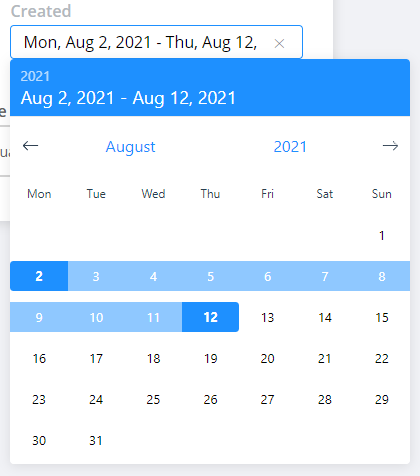 Created
Mon, Aug 2, 2021 - Thu, Aug 12,
2021
Aug 2, 2021 - Aug 12, 2021
August 2021
Mon Tue Wed Thu Fri Sat Sun
1
2 3 4 5 6 7 8
9 10 11 12 13 14 15
16 17 18 19 20 21 22
23 24 25 26 27 28 29
30 31